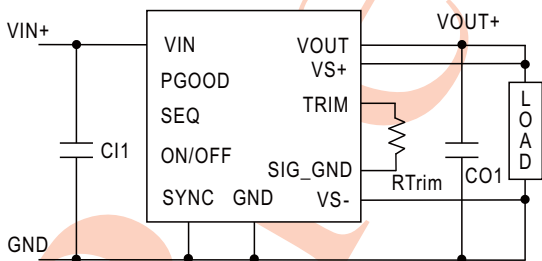 VIN+
VOUT+
VIN
VOUT
VS+
PGOOD
TRIM
SEQ
L
O
A
D
CI1
ON/OFF
SIG_GND
RTrim
CO1
SYNC
GND
VS-
GND